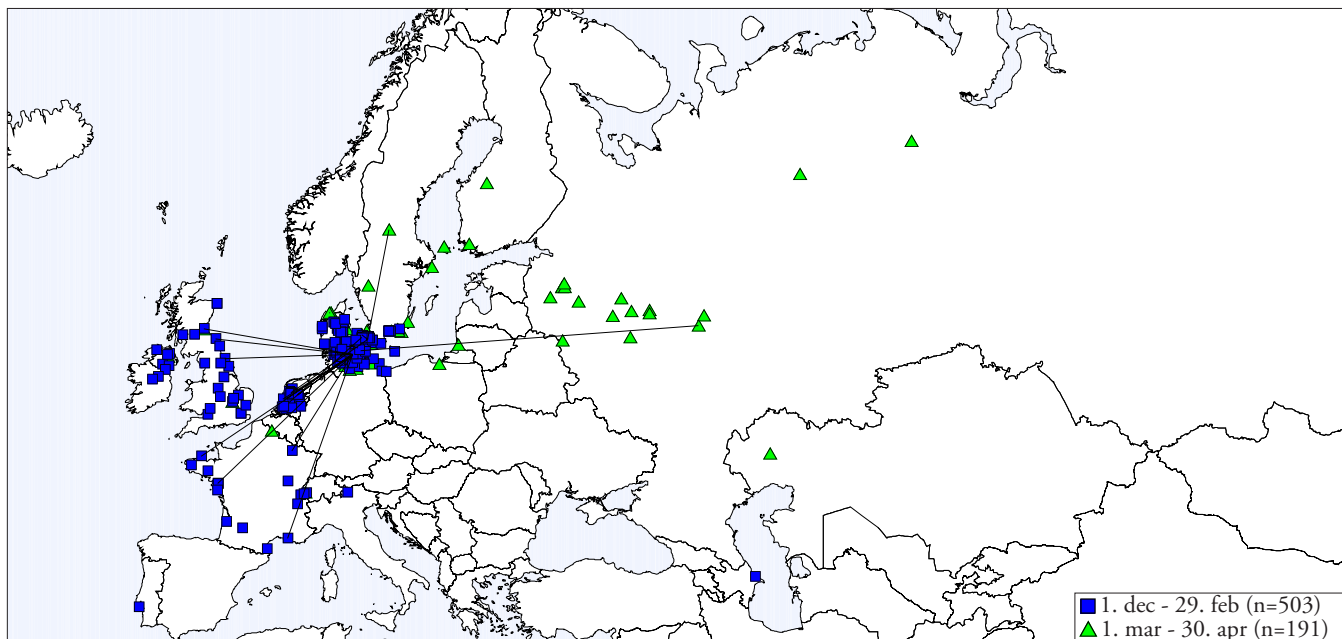 1. dec - 29. feb (n=503)
1. mar - 30. apr (n=191)